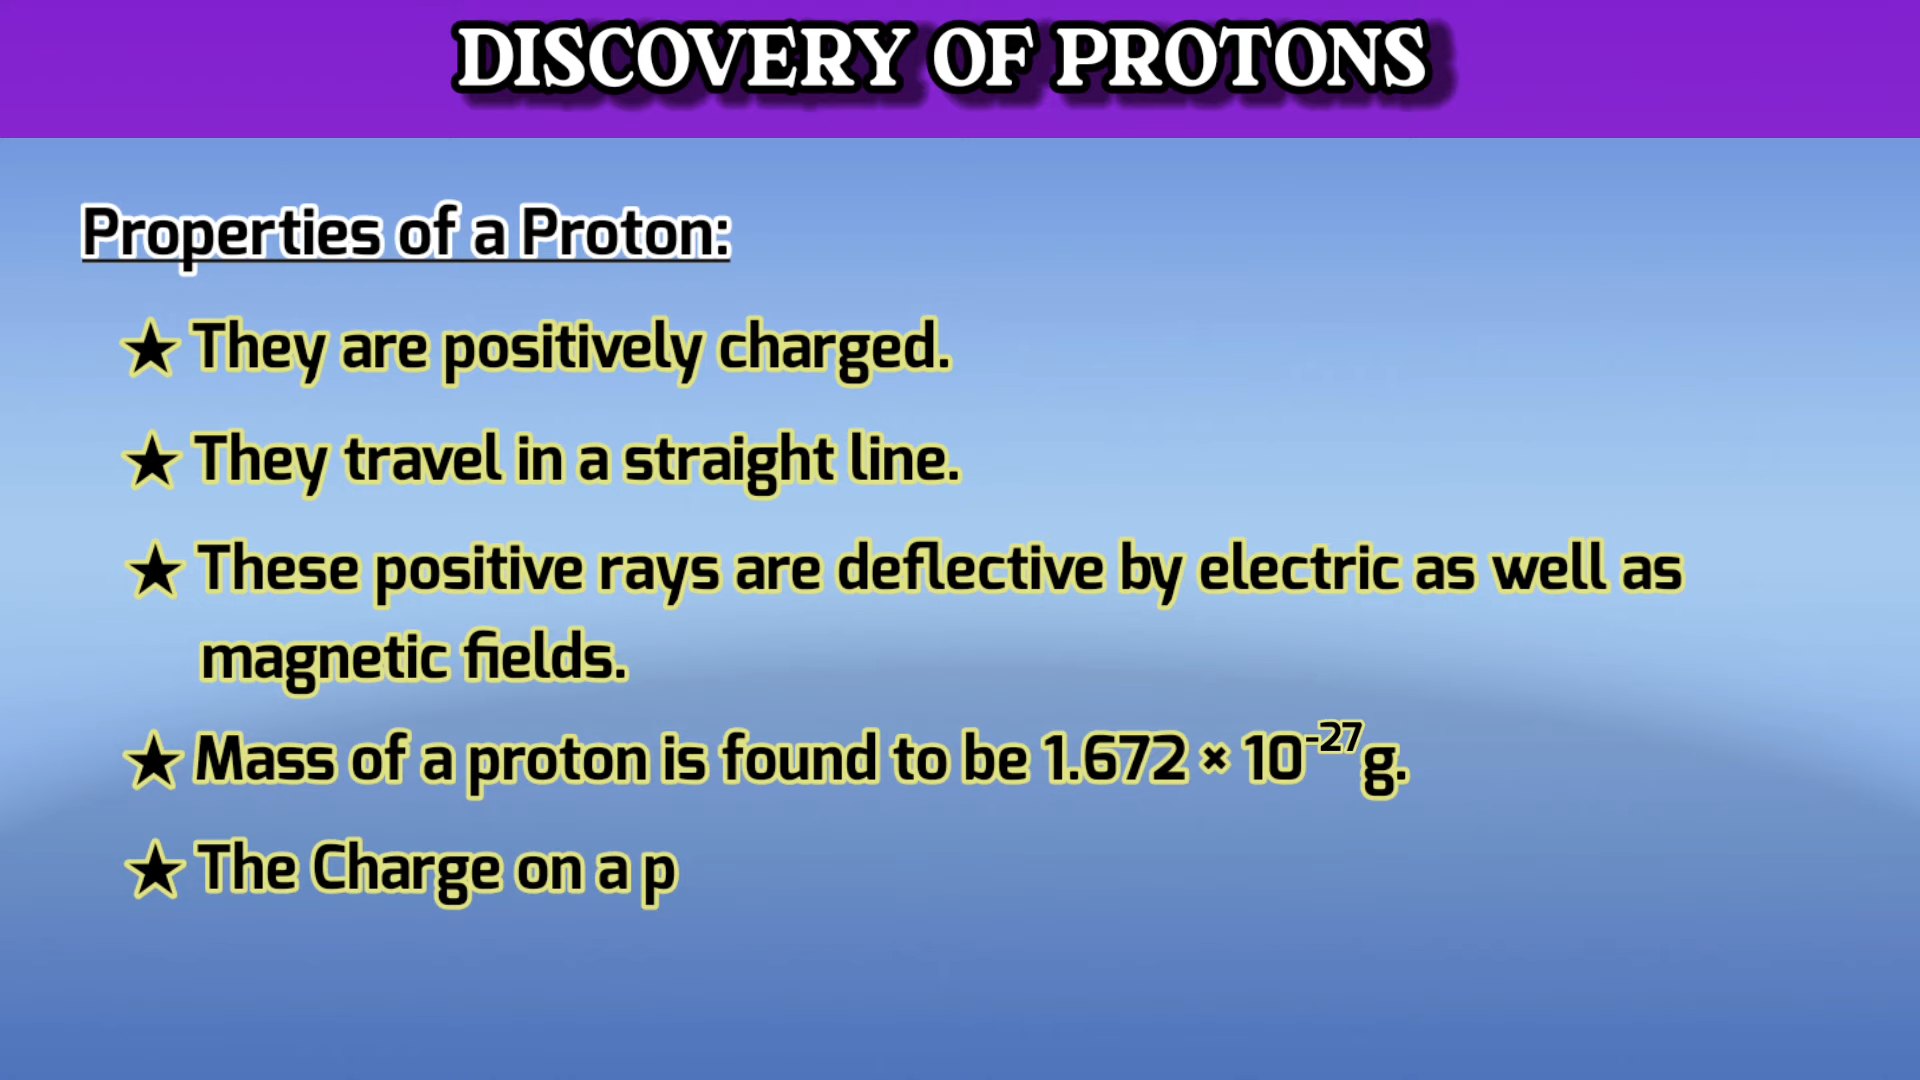 DISCOVERY OF PROTONS
Properties of a Proton:
★ They are positively charged.
★ They travel in a straight line.
★ These positive rays are deflective by electric as well as
magnetic fields.
★ Mass of a proton is found to be 1.672 × 10⁻²⁷g.
★ The Charge on a p